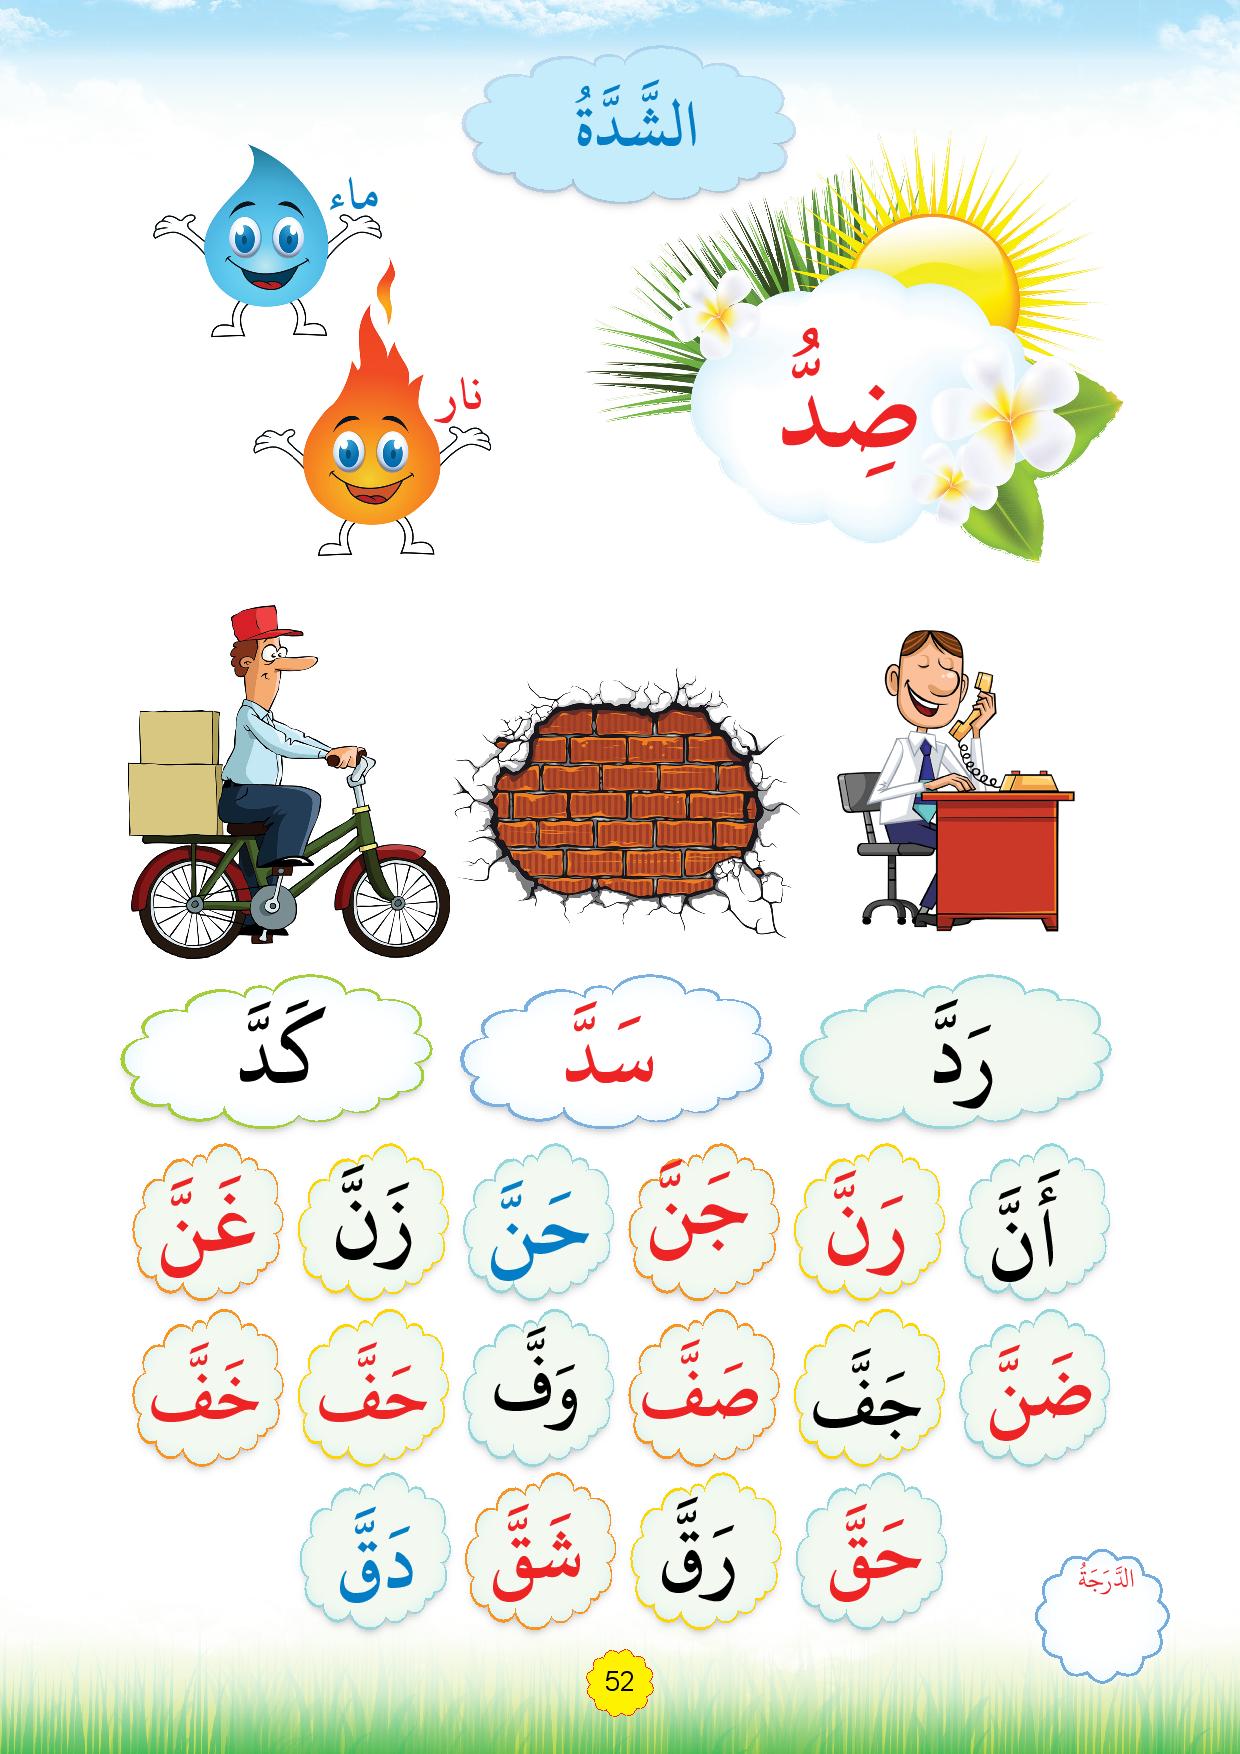 الشَّدَّةُ
ماء
ضِدُّ
نار
رَدَّ سَدَّ كَدَّ
أَنَّ رَنَّ جَنَّ حَنَّ زَنَّ غَنَّ
ضَنَّ جَفَّ صَفَّ وَفَّ حَفَّ خَفَّ
حَقَّ رَقَّ شَقَّ دَقَّ
الدَّرَجَةُ
52